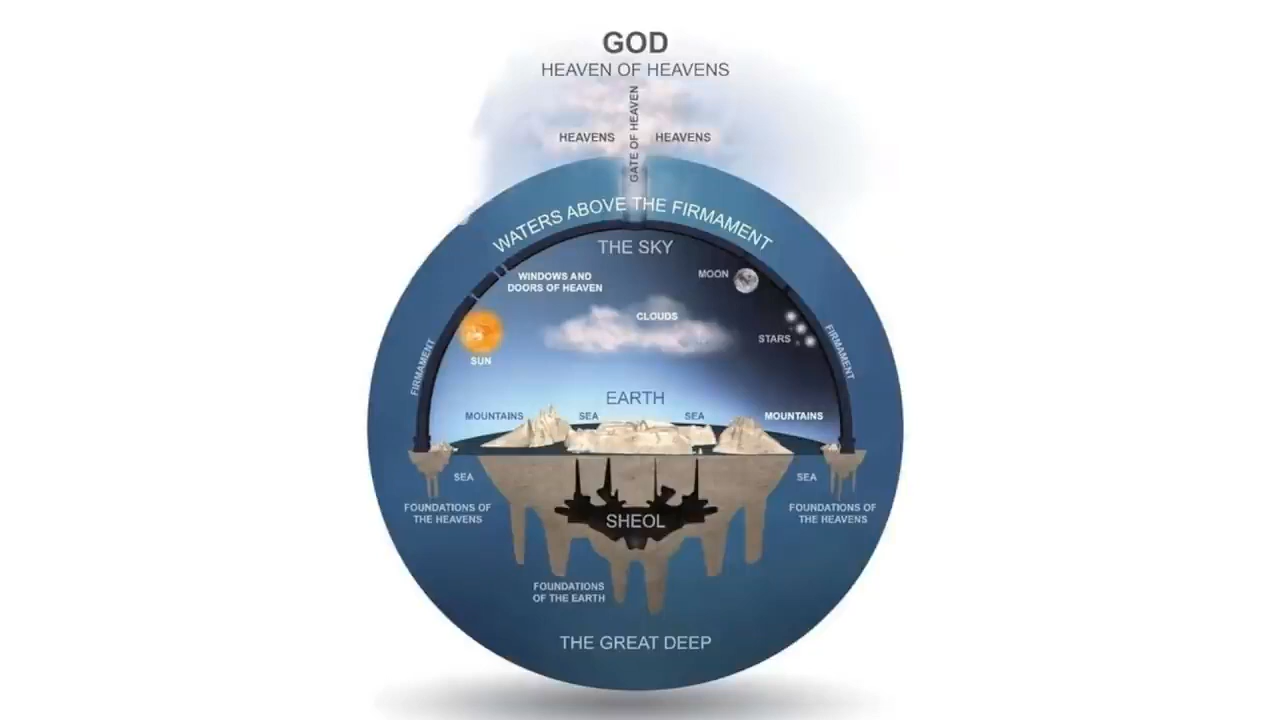 GOD
HEAVEN OF HEAVENS
GATE OF HEAVEN
HEAVENS
HEAVENS
WATERS ABOVE THE FIRMAMENT
THE SKY
WINDOWS AND
DOORS OF HEAVEN
MOON
CLOUDS
STARS
SUN
FIRMAMENT
FIRMAMENT
EARTH
MOUNTAINS
SEA
SEA
MOUNTAINS
SEA
SEA
FOUNDATIONS OF
THE HEAVENS
FOUNDATIONS OF
THE HEAVENS
SHEOL
FOUNDATIONS
OF THE EARTH
THE GREAT DEEP